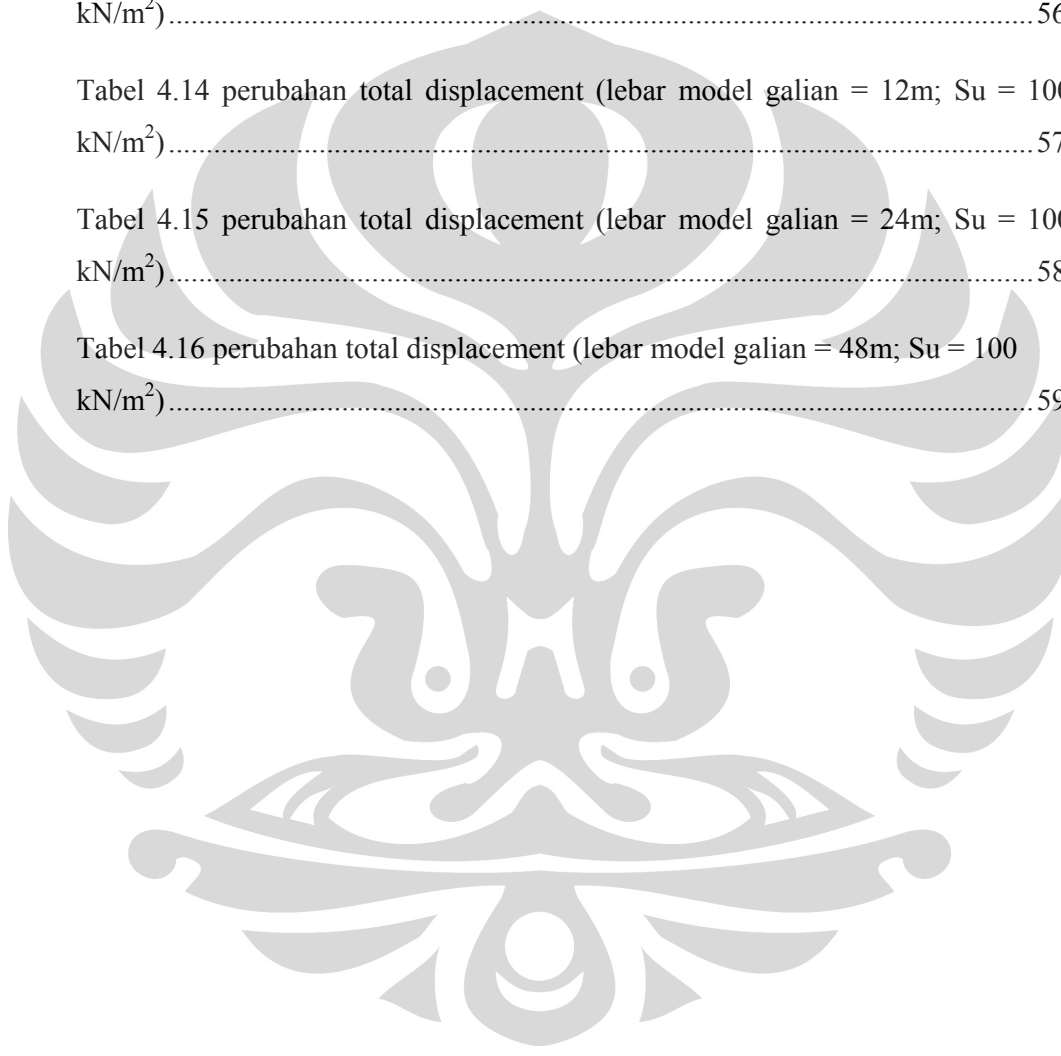 kN/m²)........................................................................................................56
Tabel 4.14 perubahan total displacement (lebar model galian = 12m; Su = 100
kN/m²)........................................................................................................57
Tabel 4.15 perubahan total displacement (lebar model galian = 24m; Su = 100
kN/m²)........................................................................................................58
Tabel 4.16 perubahan total displacement (lebar model galian = 48m; Su = 100
kN/m²)........................................................................................................59